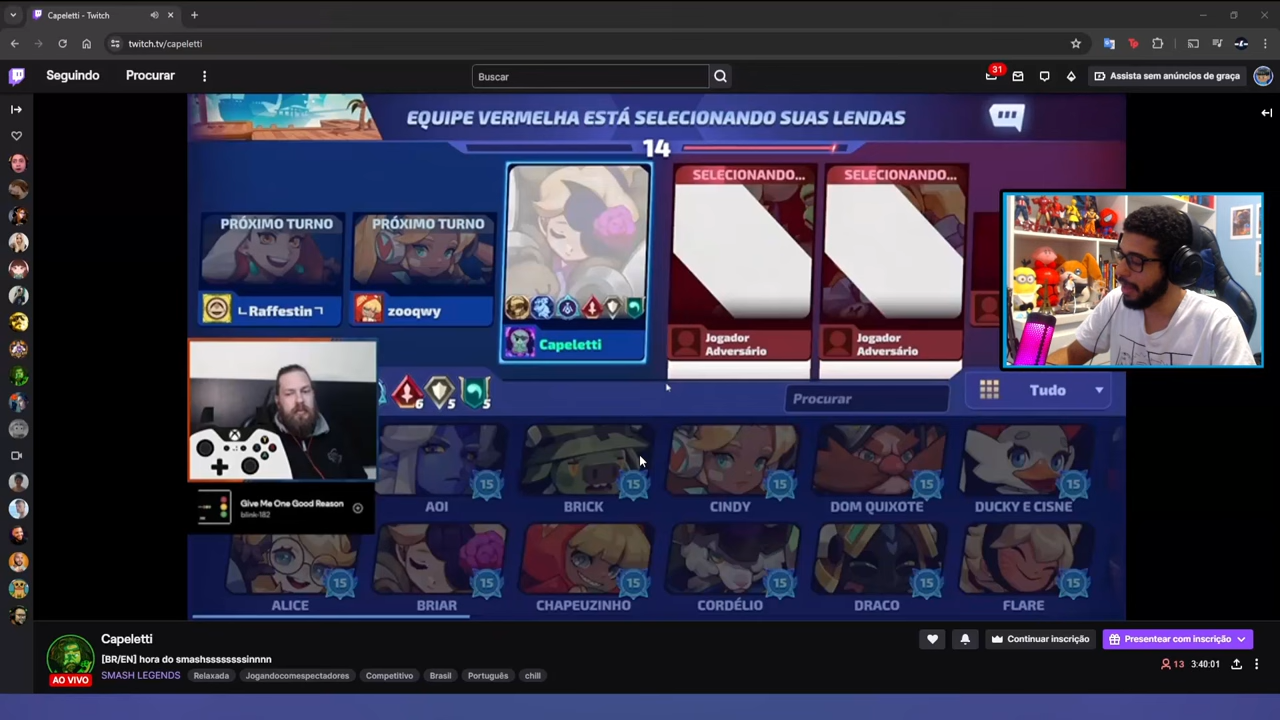 Capeletti - Twitch
twitch.tv/capeletti
Seguindo
Procurar
Buscar
31
Assista sem anúncios de graça
EQUIPE VERMELHA ESTÁ SELECIONANDO SUAS LENDAS
14
SELECIONANDO...
SELECIONANDO...
PRÓXIMO TURNO
PRÓXIMO TURNO
∟Raffestin ㄱ
zooqwy
Capeletti
Jogador
Adversário
Jogador
Adversário
6
5
5
Procurar
Tudo
15
15
15
15
15
AOI
BRICK
CINDY
DOM QUIXOTE
DUCKY E CISNE
Give Me One Good Reason
blink-182
15
15
15
15
15
15
ALICE
BRIAR
CHAPEUZINHO
CORDÉLIO
DRACO
FLARE
Capeletti
[BR/EN] hora do smashsssssssinnnn
SMASH LEGENDS
Relaxada
Jogandocomespectadores
Competitivo
Brasil
Português
chill
AO VIVO
Continuar inscrição
Presentear com inscrição
13
3:40:01